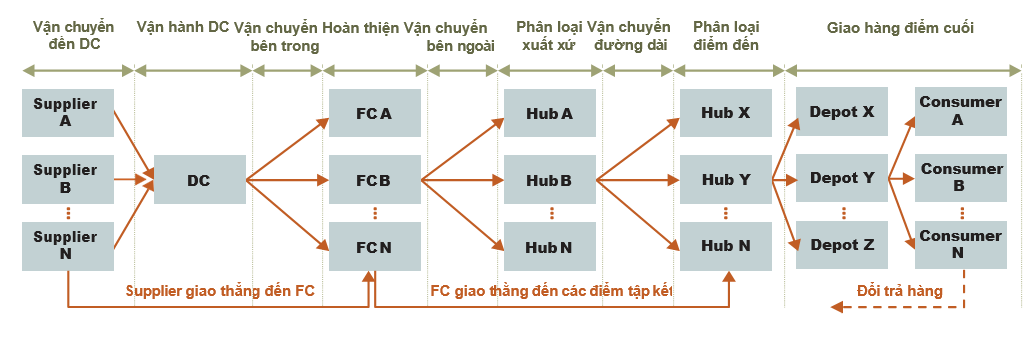 Vận chuyển
đến DC
Vận hành DC
Vận chuyển
bên trong
Hoàn thiện
Vận chuyển
bên ngoài
Phân loại
xuất xứ
Vận chuyển
đường dài
Phân loại
điểm đến
Giao hàng điểm cuối
Supplier
A
FC A
Hub A
Hub X
Depot X
Consumer
A
Supplier
B
DC
FC B
Hub B
Hub Y
Depot Y
Consumer
B
Supplier
N
FC N
Hub N
Hub N
Depot Z
Consumer
N
Supplier giao thẳng đến FC
FC giao thẳng đến các điểm tập kết
Đổi trả hàng